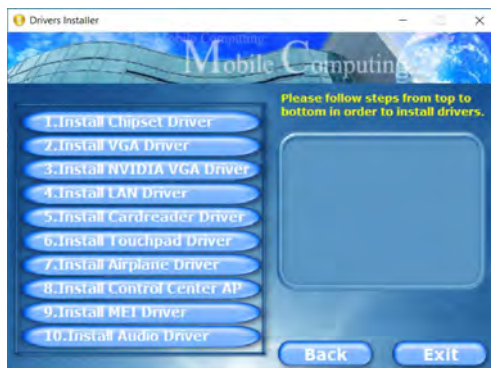 Drivers Installer
Mobile Computing
Mobile Computing
Please follow steps from top to
bottom in order to install drivers.
1.Install Chipset Driver
2.Install VGA Driver
3.Install NVIDIA VGA Driver
4.Install LAN Driver
5.Install Cardreader Driver
6.Install Touchpad Driver
7.Install Airplane Driver
8.Install Control Center AP
9.Install MEI Driver
10.Install Audio Driver
Back
Exit